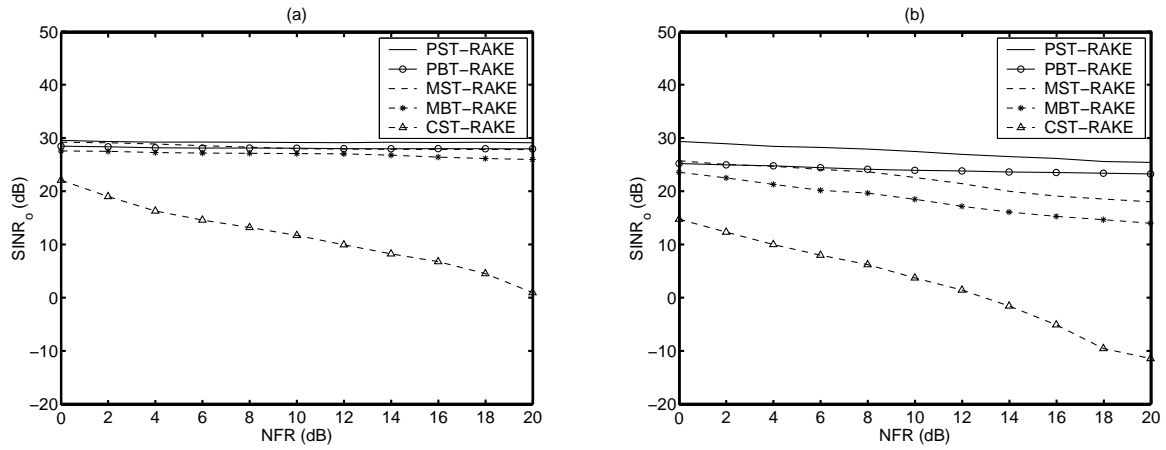 (a)
50
40
30
20
10
0
−10
−20
0 2 4 6 8 10 12 14 16 18 20
NFR (dB)
SINR_o (dB)
PST−RAKE
PBT−RAKE
MST−RAKE
MBT−RAKE
CST−RAKE
(b)
50
40
30
20
10
0
−10
−20
0 2 4 6 8 10 12 14 16 18 20
NFR (dB)
SINR_o (dB)
PST−RAKE
PBT−RAKE
MST−RAKE
MBT−RAKE
CST−RAKE